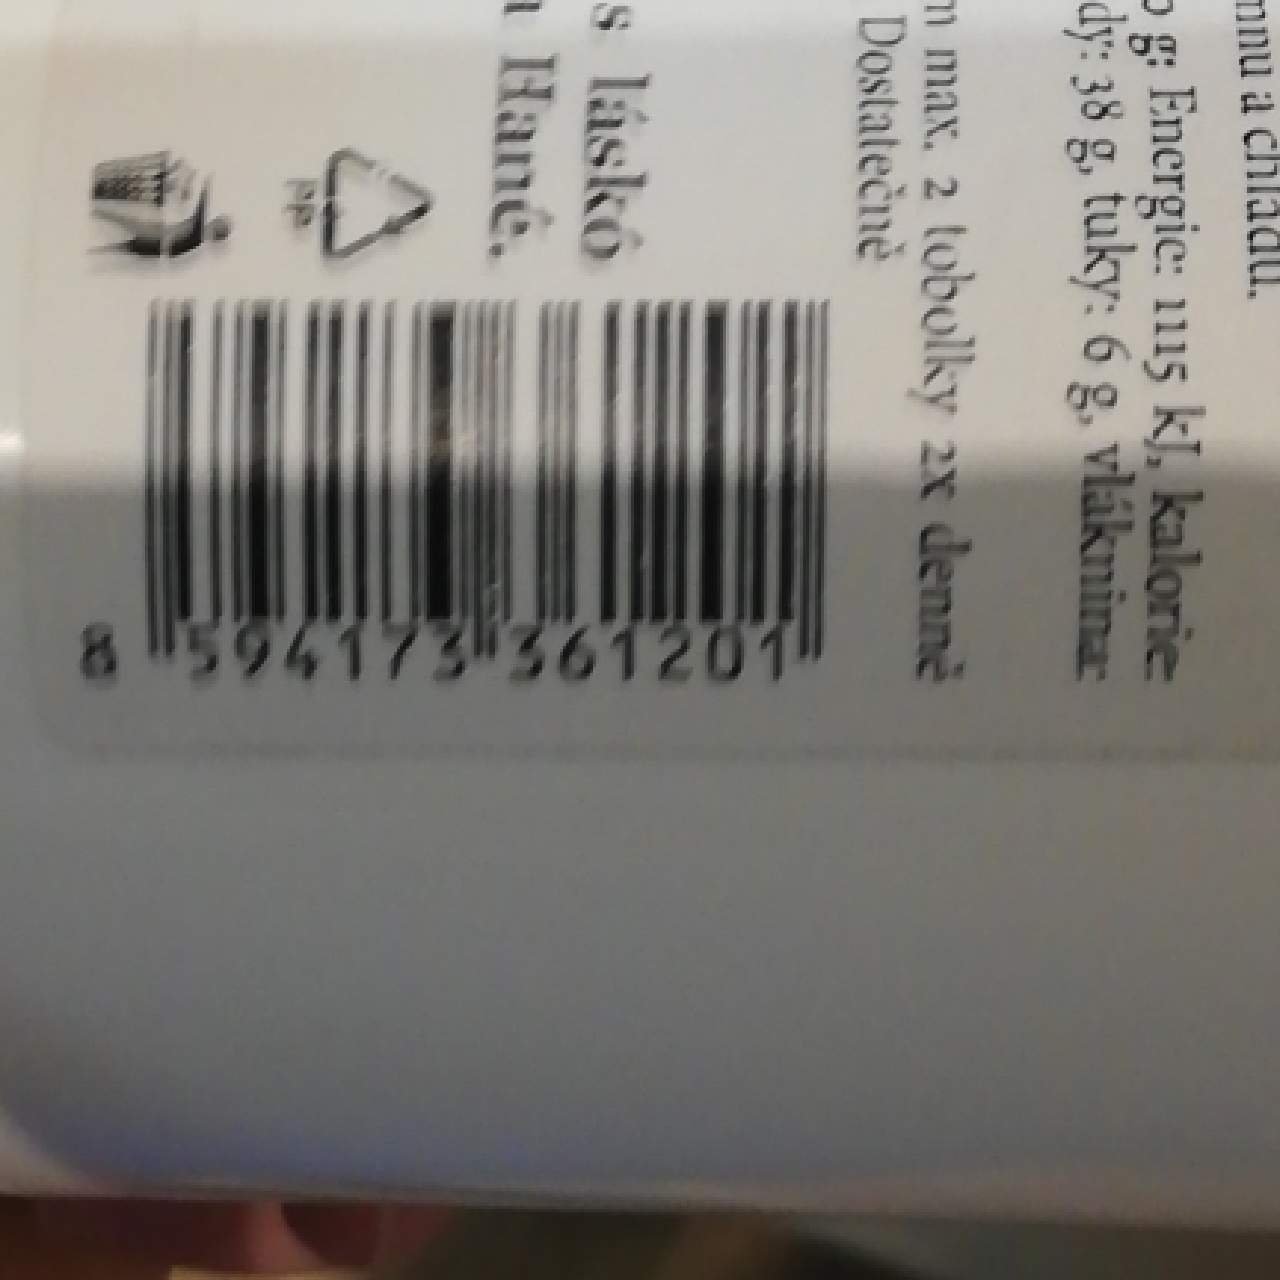 s lásko
Hané.
PP
mnu a chladu.
g: Energie: 1115 kJ, kalorie
38 g, tuky: 6 g, vláknina
max. 2 tobolky 2x denně
Dostatečně
8 594173 361201